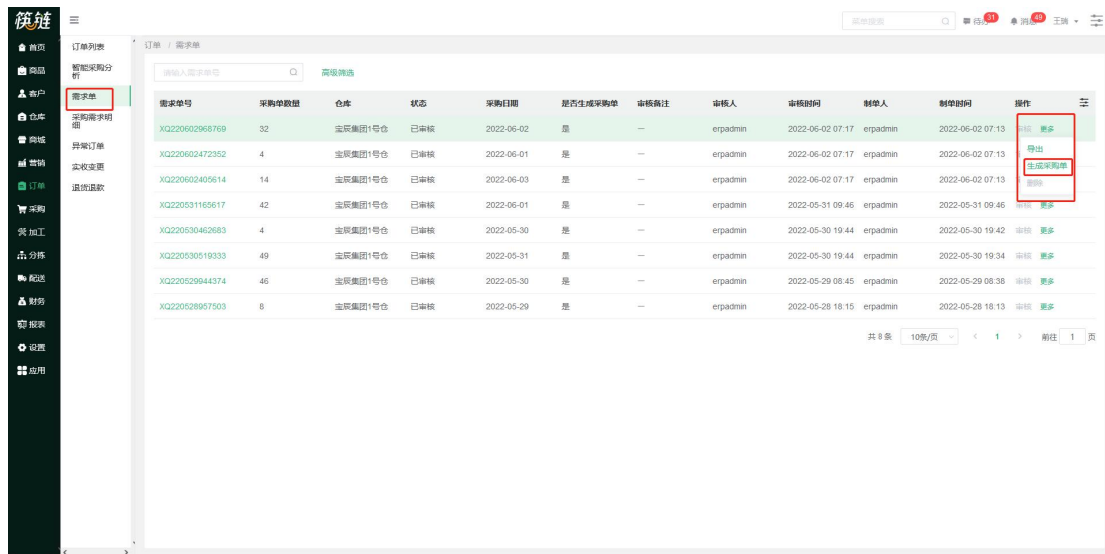 筷链
菜单搜索
待办 31
消息 49
王瑞
首页
商品
客户
仓库
商城
营销
订单
采购
加工
分拣
配送
财务
报表
设置
应用
订单列表
智能采购分
析
需求单
采购需求明
细
异常订单
实收变更
退货退款
订单 / 需求单
请输入需求单号
高级筛选
需求单号 采购单数量 仓库 状态 采购日期 是否生成采购单 审核备注 审核人 审核时间 制单人 制单时间 操作
XQ220602968769 32 宝辰集团1号仓 已审核 2022-06-02 是 — erpadmin 2022-06-02 07:17 erpadmin 2022-06-02 07:13 审核 更多
XQ220602472352 4 宝辰集团1号仓 已审核 2022-06-01 是 — erpadmin 2022-06-02 07:17 erpadmin 2022-06-02 07:13
导出
生成采购单
删除
XQ220602405614 14 宝辰集团1号仓 已审核 2022-06-03 是 — erpadmin 2022-06-02 07:17 erpadmin 2022-06-02 07:13
XQ220531165617 42 宝辰集团1号仓 已审核 2022-06-01 是 — erpadmin 2022-05-31 09:46 erpadmin 2022-05-31 09:46 审核 更多
XQ220530462683 4 宝辰集团1号仓 已审核 2022-05-30 是 — erpadmin 2022-05-30 19:44 erpadmin 2022-05-30 19:42 审核 更多
XQ220530519333 49 宝辰集团1号仓 已审核 2022-05-31 是 — erpadmin 2022-05-30 19:44 erpadmin 2022-05-30 19:34 审核 更多
XQ220529944374 46 宝辰集团1号仓 已审核 2022-05-30 是 — erpadmin 2022-05-29 08:45 erpadmin 2022-05-29 08:38 审核 更多
XQ220528957503 8 宝辰集团1号仓 已审核 2022-05-29 是 — erpadmin 2022-05-28 18:15 erpadmin 2022-05-28 18:13 审核 更多
共 8 条 10条/页 < 1 > 前往 1 页